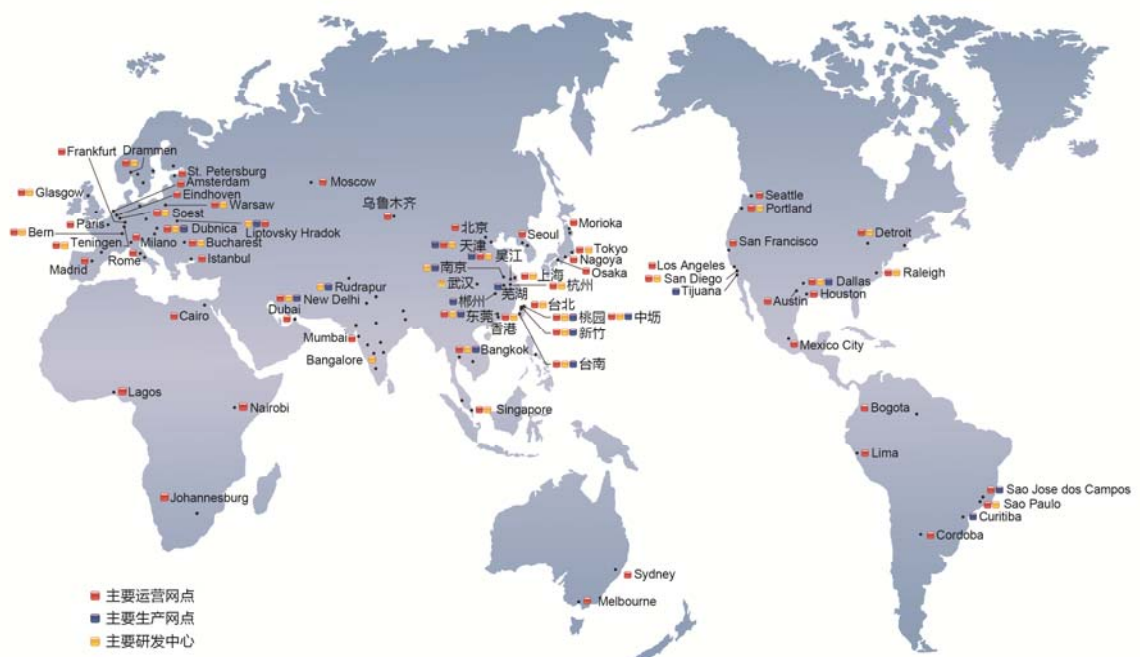 Frankfurt
Drammen
St. Petersburg
Amsterdam
Eindhoven
Glasgow
Warsaw
Soest
Paris
Dubnica
Liptovsky Hradok
Bern
Teningen
Milano
Bucharest
Rome
Istanbul
Madrid
Moscow
乌鲁木齐
北京
Seoul
Morioka
天津
吴江
Tokyo
Nagoya
Osaka
南京
上海
武汉
杭州
芜湖
郴州
台北
东莞
香港
桃园
中坜
新竹
台南
Rudrapur
New Delhi
Dubai
Cairo
Mumbai
Bangalore
Bangkok
Lagos
Nairobi
Singapore
Johannesburg
Sydney
Melbourne
Seattle
Portland
Detroit
San Francisco
Los Angeles
San Diego
Tijuana
Dallas
Raleigh
Austin
Houston
Mexico City
Bogota
Lima
Sao Jose dos Campos
Sao Paulo
Curitiba
Cordoba
主要运营网点
主要生产网点
主要研发中心